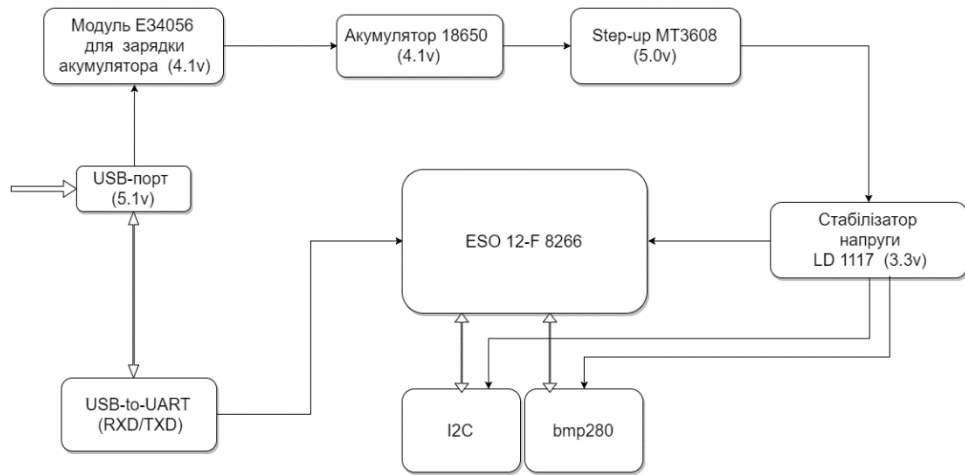 Модуль E34056
для зарядки
акумулятора (4.1v)
Акумулятор 18650
(4.1v)
Step-up MT3608
(5.0v)
USB-порт
(5.1v)
ESO 12-F 8266
Стабілізатор
напруги
LD 1117 (3.3v)
USB-to-UART
(RXD/TXD)
I2C
bmp280